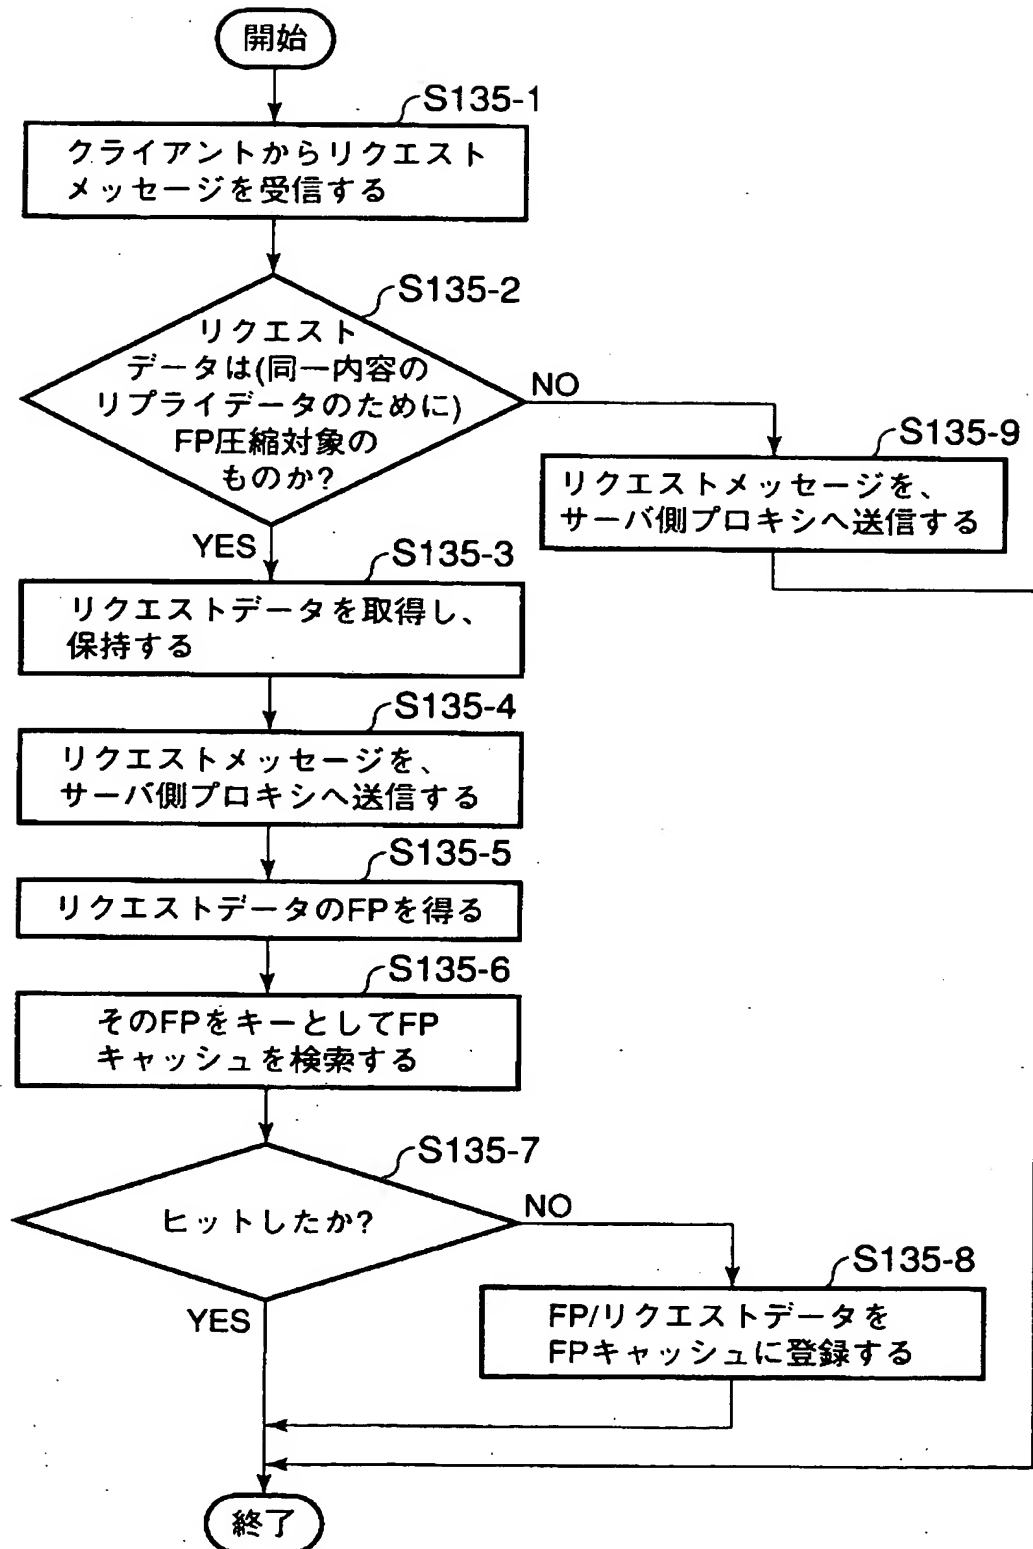 開始
S135-1
クライアントからリクエスト
メッセージを受信する
S135-2
リクエスト
データは(同一内容の
リプライデータのために)
FP圧縮対象の
ものか?
NO
S135-9
リクエストメッセージを、
サーバ側プロキシへ送信する
YES
S135-3
リクエストデータを取得し、
保持する
S135-4
リクエストメッセージを、
サーバ側プロキシへ送信する
S135-5
リクエストデータのFPを得る
S135-6
そのFPをキーとしてFP
キャッシュを検索する
S135-7
ヒットしたか?
NO
S135-8
FP/リクエストデータを
FPキャッシュに登録する
YES
終了